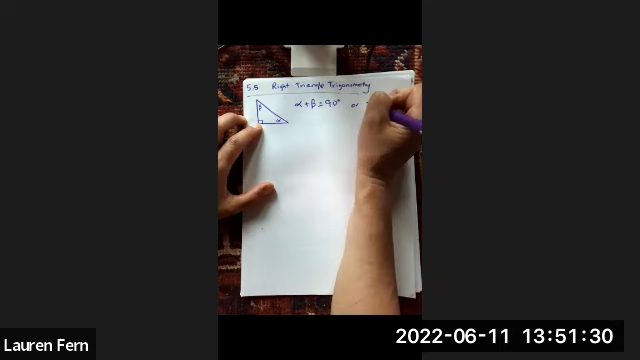 5.5 Right Triangle Trigonometry
β α + β = 90° or
α
Lauren Fern
2022-06-11 13:51:30